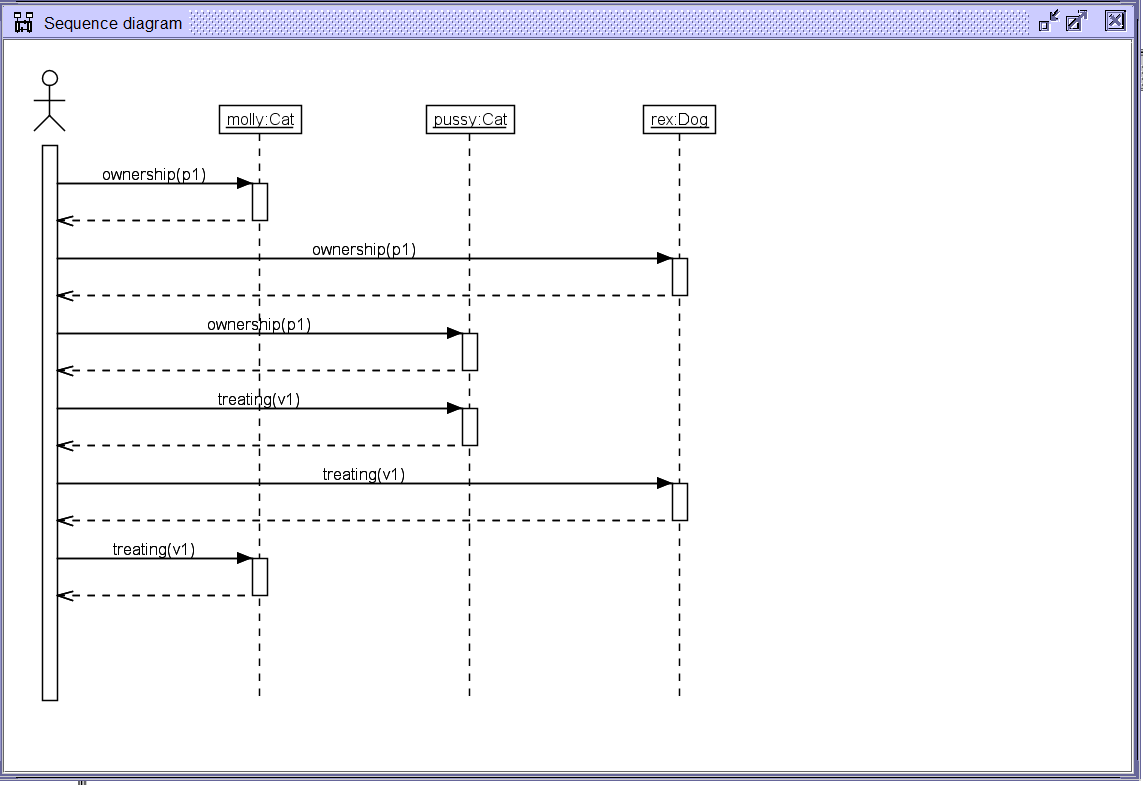 Sequence diagram
molly:Cat
pussy:Cat
rex:Dog
ownership(p1)
ownership(p1)
ownership(p1)
treating(v1)
treating(v1)
treating(v1)